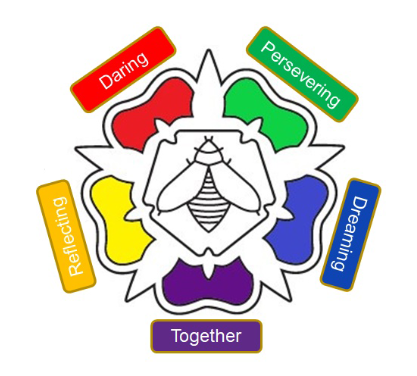 Daring
Persevering
Reflecting
Dreaming
Together